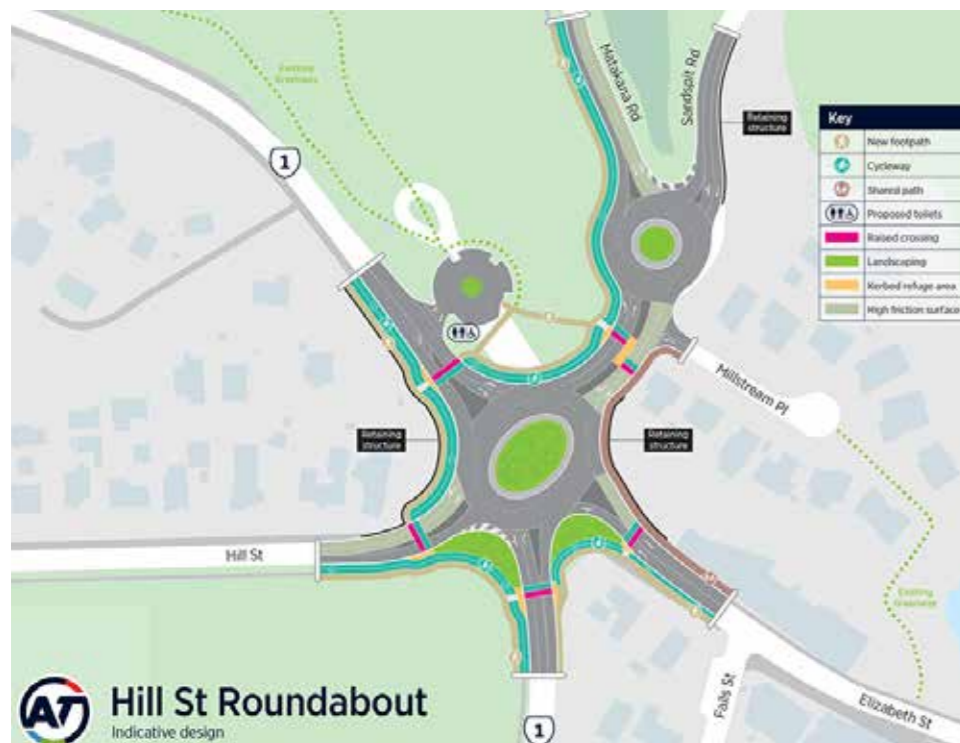 Existing
Greenway
Matakana Rd
Sandspit Rd
Retaining
structure
1
Key
New footpath
Cycleway
Shared path
Proposed toilets
Raised crossing
Landscaping
Kerbed refuge area
High friction surface
Millstream Pl
Retaining
structure
Retaining
structure
Hill St
Existing
Greenway
Falls St
Elizabeth St
1
AT
Hill St Roundabout
Indicative design